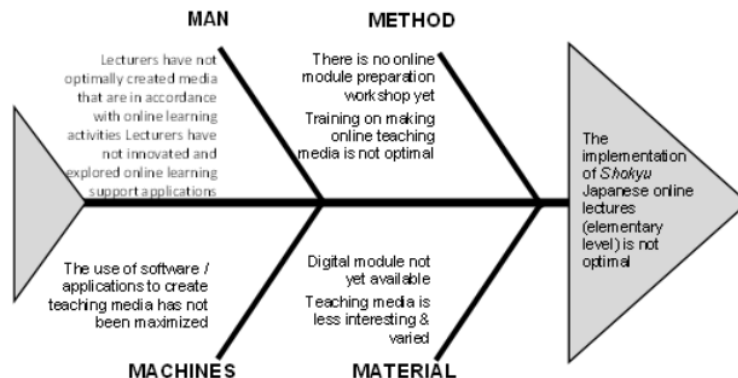 MAN
METHOD
Lecturers have not
optimally created media
that are in accordance
with online learning
activities Lecturers have
not innovated and
explored online learning
support applications
There is no online
module preparation
workshop yet
Training on making
online teaching
media is not optimal
The
implementation
of Shokyu
Japanese online
lectures
(elementary
level) is not
optimal
The use of software /
applications to create
teaching media has not
been maximized
Digital module not
yet available
Teaching media is
less interesting &
varied
MACHINES
MATERIAL